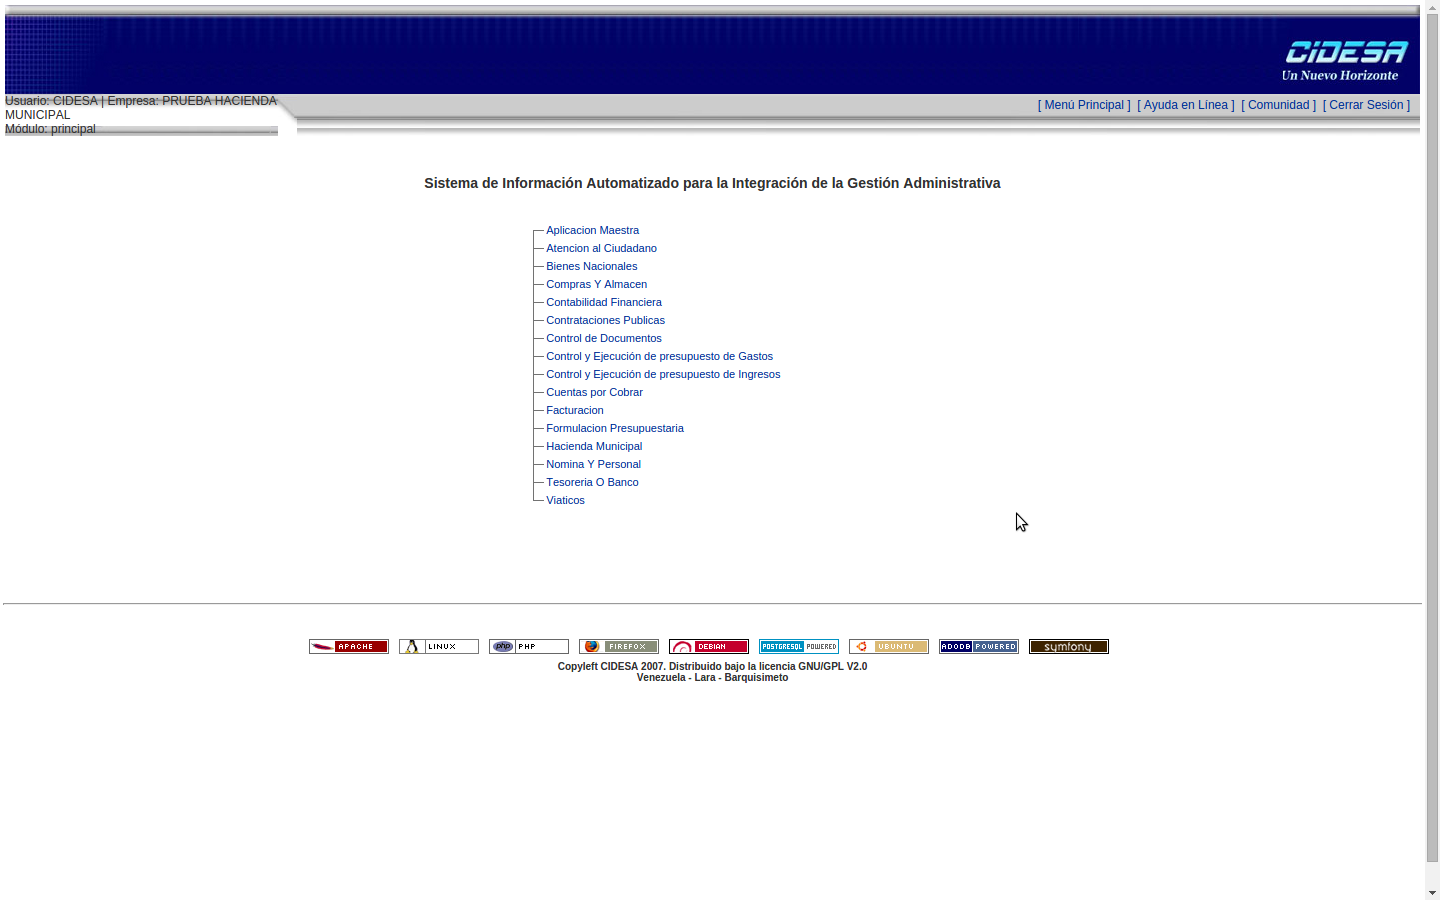 CIDESA
Un Nuevo Horizonte
Usuario: CIDESA | Empresa: PRUEBA HACIENDA
MUNICIPAL
Módulo: principal
[ Menú Principal ] [ Ayuda en Línea ] [ Comunidad ] [ Cerrar Sesión ]
Sistema de Información Automatizado para la Integración de la Gestión Administrativa
Aplicacion Maestra
Atencion al Ciudadano
Bienes Nacionales
Compras Y Almacen
Contabilidad Financiera
Contrataciones Publicas
Control de Documentos
Control y Ejecución de presupuesto de Gastos
Control y Ejecución de presupuesto de Ingresos
Cuentas por Cobrar
Facturacion
Formulacion Presupuestaria
Hacienda Municipal
Nomina Y Personal
Tesoreria O Banco
Viaticos
APACHE LINUX php PHP FIREFOX DEBIAN POSTGRESQL POWERED UBUNTU ADODB POWERED symfony
Copyleft CIDESA 2007. Distribuido bajo la licencia GNU/GPL V2.0
Venezuela - Lara - Barquisimeto